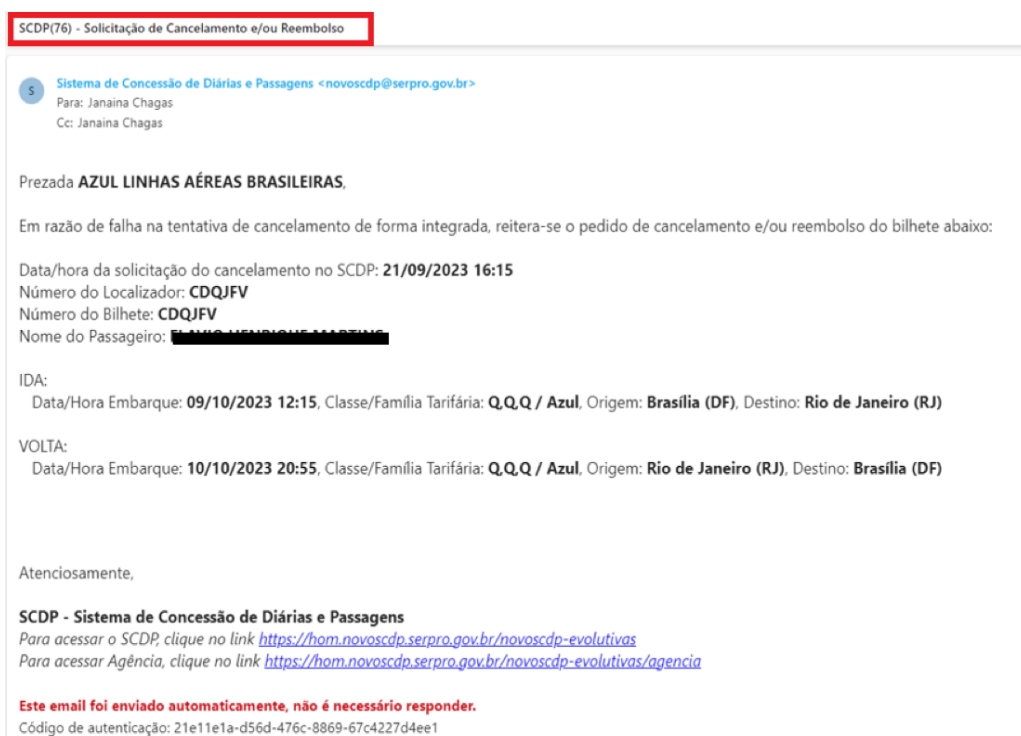 SCDP(76) - Solicitação de Cancelamento e/ou Reembolso
S
Sistema de Concessão de Diárias e Passagens <novoscdp@serpro.gov.br>
Para: Janaina Chagas
Cc: Janaina Chagas
Prezada AZUL LINHAS AÉREAS BRASILEIRAS,
Em razão de falha na tentativa de cancelamento de forma integrada, reitera-se o pedido de cancelamento e/ou reembolso do bilhete abaixo:
Data/hora da solicitação do cancelamento no SCDP: 21/09/2023 16:15
Número do Localizador: CDQJFV
Número do Bilhete: CDQJFV
Nome do Passageiro:
IDA:
Data/Hora Embarque: 09/10/2023 12:15, Classe/Família Tarifária: Q,Q,Q / Azul, Origem: Brasília (DF), Destino: Rio de Janeiro (RJ)
VOLTA:
Data/Hora Embarque: 10/10/2023 20:55, Classe/Família Tarifária: Q,Q,Q / Azul, Origem: Rio de Janeiro (RJ), Destino: Brasília (DF)
Atenciosamente,
SCDP - Sistema de Concessão de Diárias e Passagens
Para acessar o SCDP, clique no link https://hom.novoscdp.serpro.gov.br/novoscdp-evolutivas
Para acessar Agência, clique no link https://hom.novoscdp.serpro.gov.br/novoscdp-evolutivas/agencia
Este email foi enviado automaticamente, não é necessário responder.
Código de autenticação: 21e11e1a-d56d-476c-8869-67c4227d4ee1